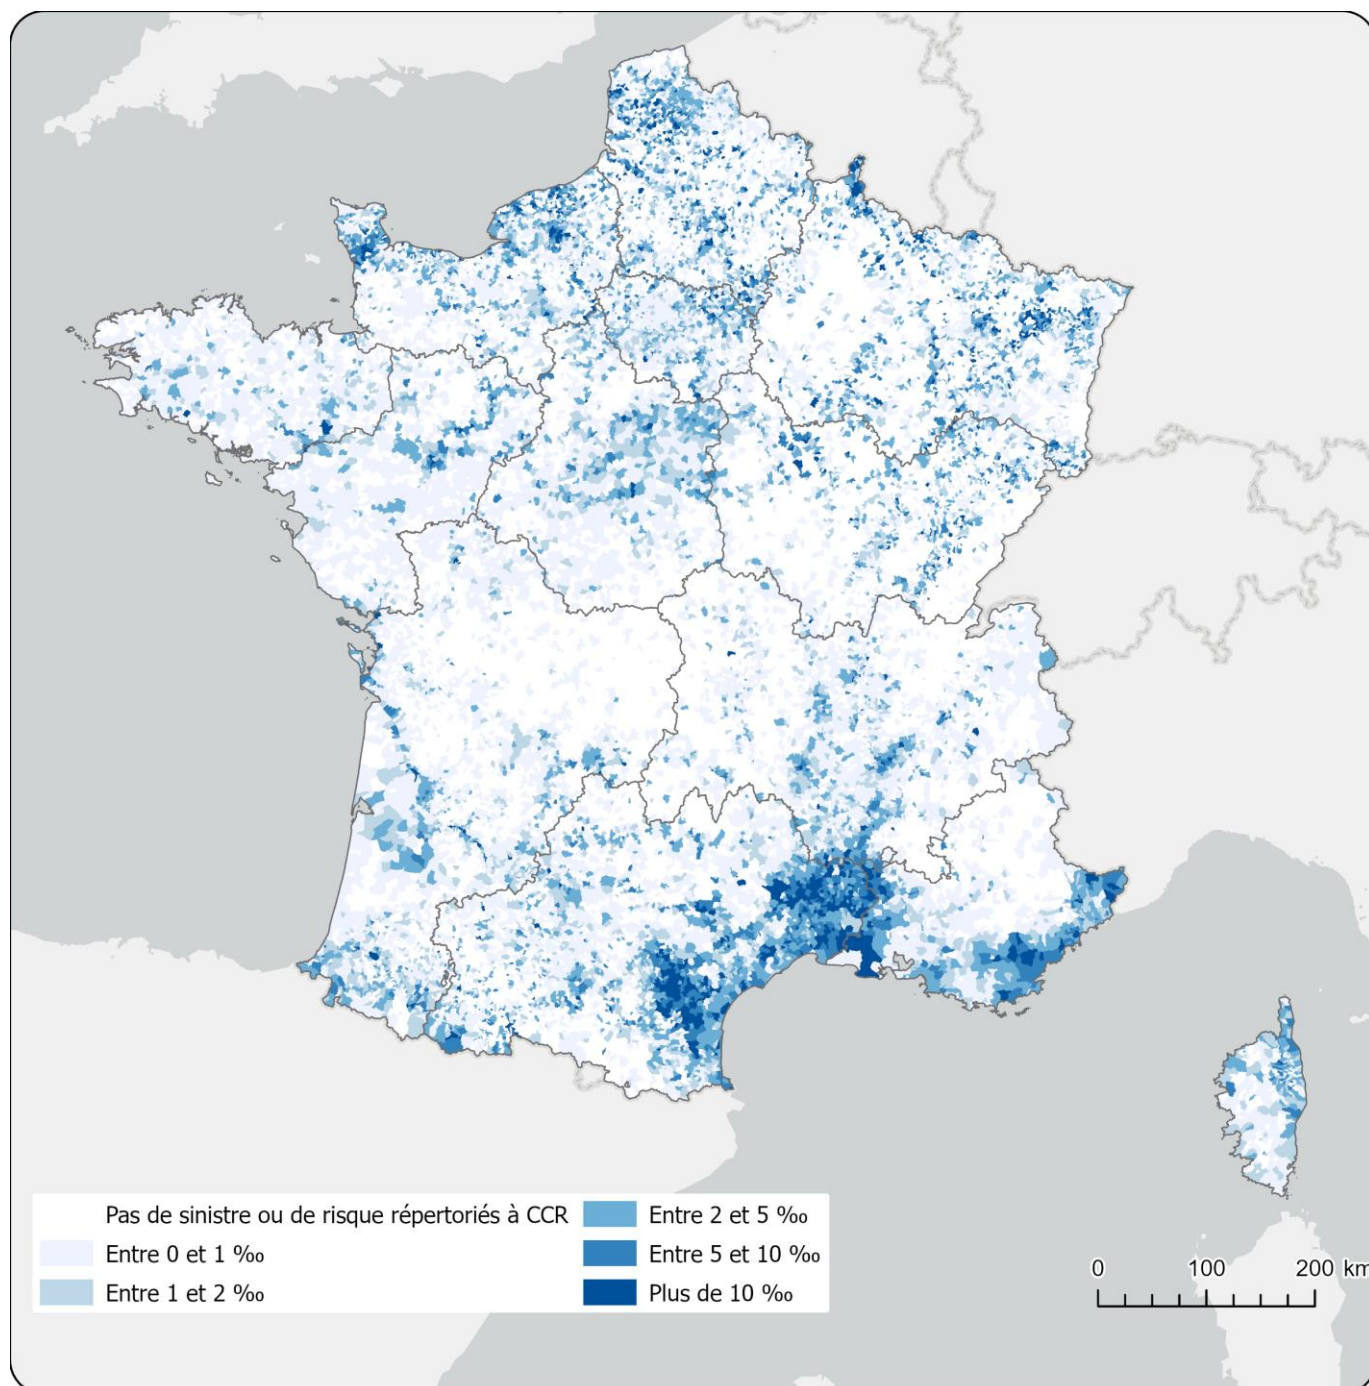 Pas de sinistre ou de risque répertoriés à CCR
Entre 0 et 1 ‰
Entre 1 et 2 ‰
Entre 2 et 5 ‰
Entre 5 et 10 ‰
Plus de 10 ‰
0 100 200 km